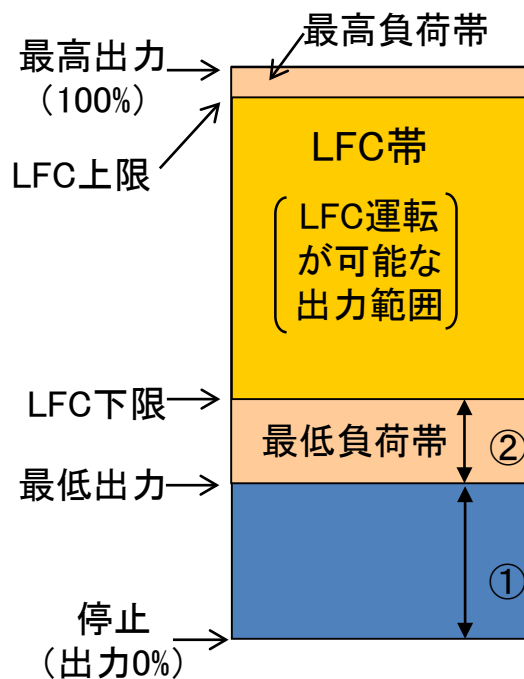 最高負荷帯
最高出力
(100%)
LFC上限
LFC帯
LFC運転
が可能な
出力範囲
LFC下限
最低負荷帯
②
最低出力
①
停止
(出力0%)